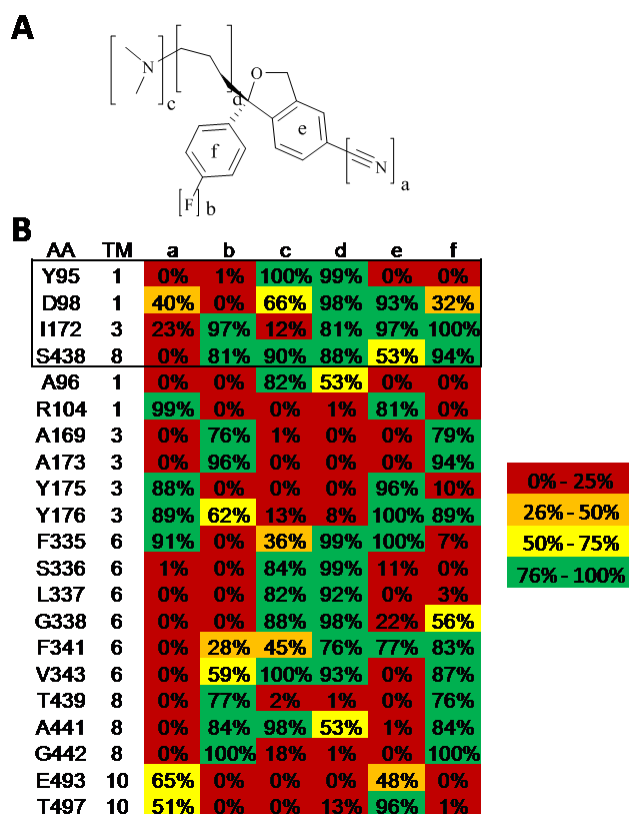 A
N
c
d
O
e
f
N
a
[F] b
B
AA TM a b c d e f
Y95 1 0% 1% 100% 99% 0% 0%
D98 1 40% 0% 66% 98% 93% 32%
I172 3 23% 97% 12% 81% 97% 100%
S438 8 0% 81% 90% 88% 53% 94%
A96 1 0% 0% 82% 53% 0% 0%
R104 1 99% 0% 0% 1% 81% 0%
A169 3 0% 76% 1% 0% 0% 79%
A173 3 0% 96% 0% 0% 0% 94%
Y175 3 88% 0% 0% 0% 96% 10%
Y176 3 89% 62% 13% 8% 100% 89%
F335 6 91% 0% 36% 99% 100% 7%
S336 6 1% 0% 84% 99% 11% 0%
L337 6 0% 0% 82% 92% 0% 3%
G338 6 0% 0% 88% 98% 22% 56%
F341 6 0% 28% 45% 76% 77% 83%
V343 6 0% 59% 100% 93% 0% 87%
T439 8 0% 77% 2% 1% 0% 76%
A441 8 0% 84% 98% 53% 1% 84%
G442 8 0% 100% 18% 1% 0% 100%
E493 10 65% 0% 0% 0% 48% 0%
T497 10 51% 0% 0% 13% 96% 1%
0% - 25%
26% - 50%
50% - 75%
76% - 100%